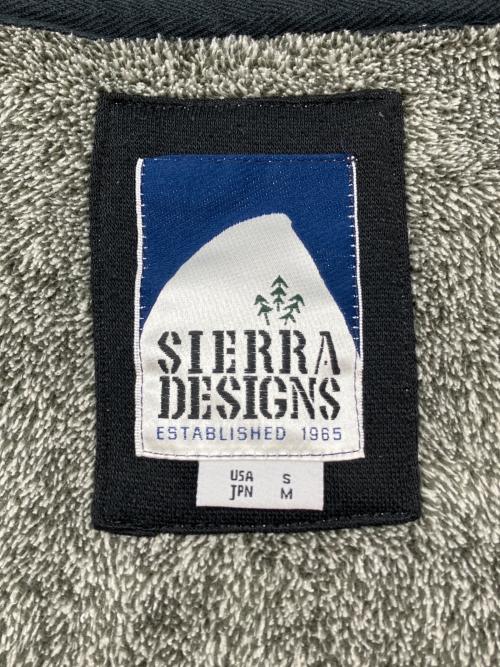 SIERRA
DESIGNS
ESTABLISHED 1965
USA S
JPN M